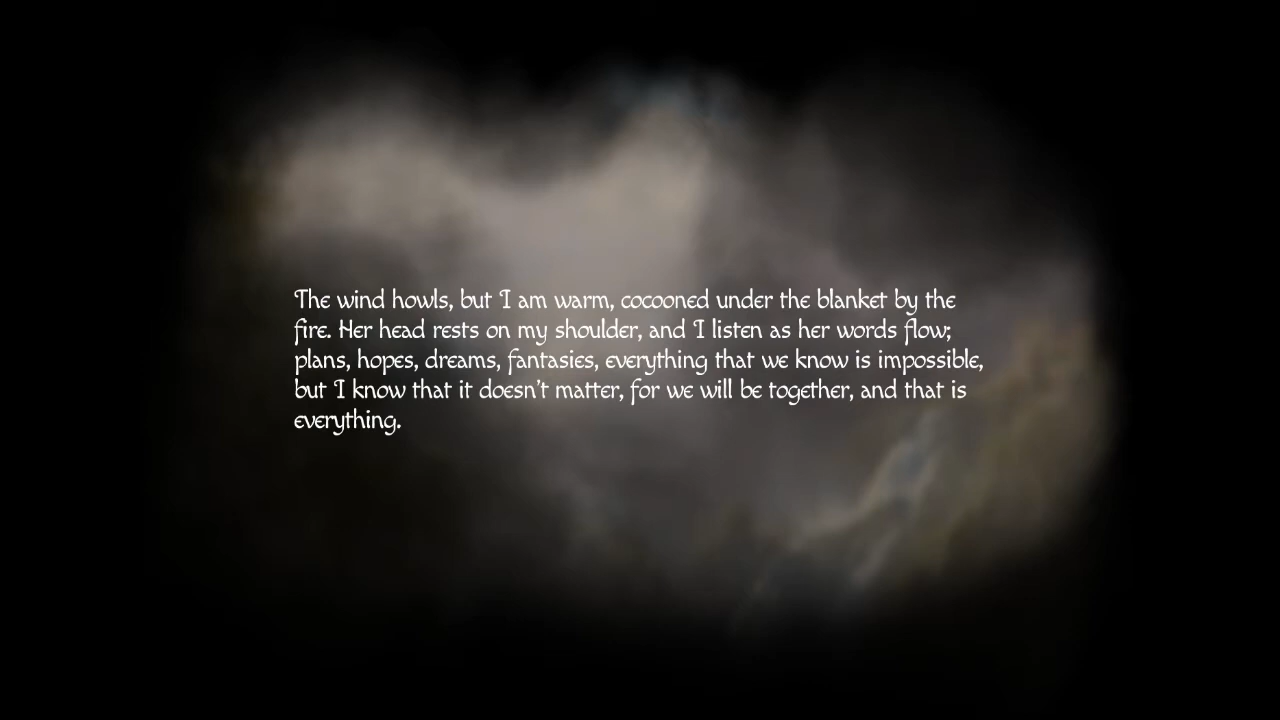 The wind howls, but I am warm, cocooned under the blanket by the
fire. Her head rests on my shoulder, and I listen as her words flow;
plans, hopes, dreams, fantasies, everything that we know is impossible,
but I know that it doesn't matter, for we will be together, and that is
everything.